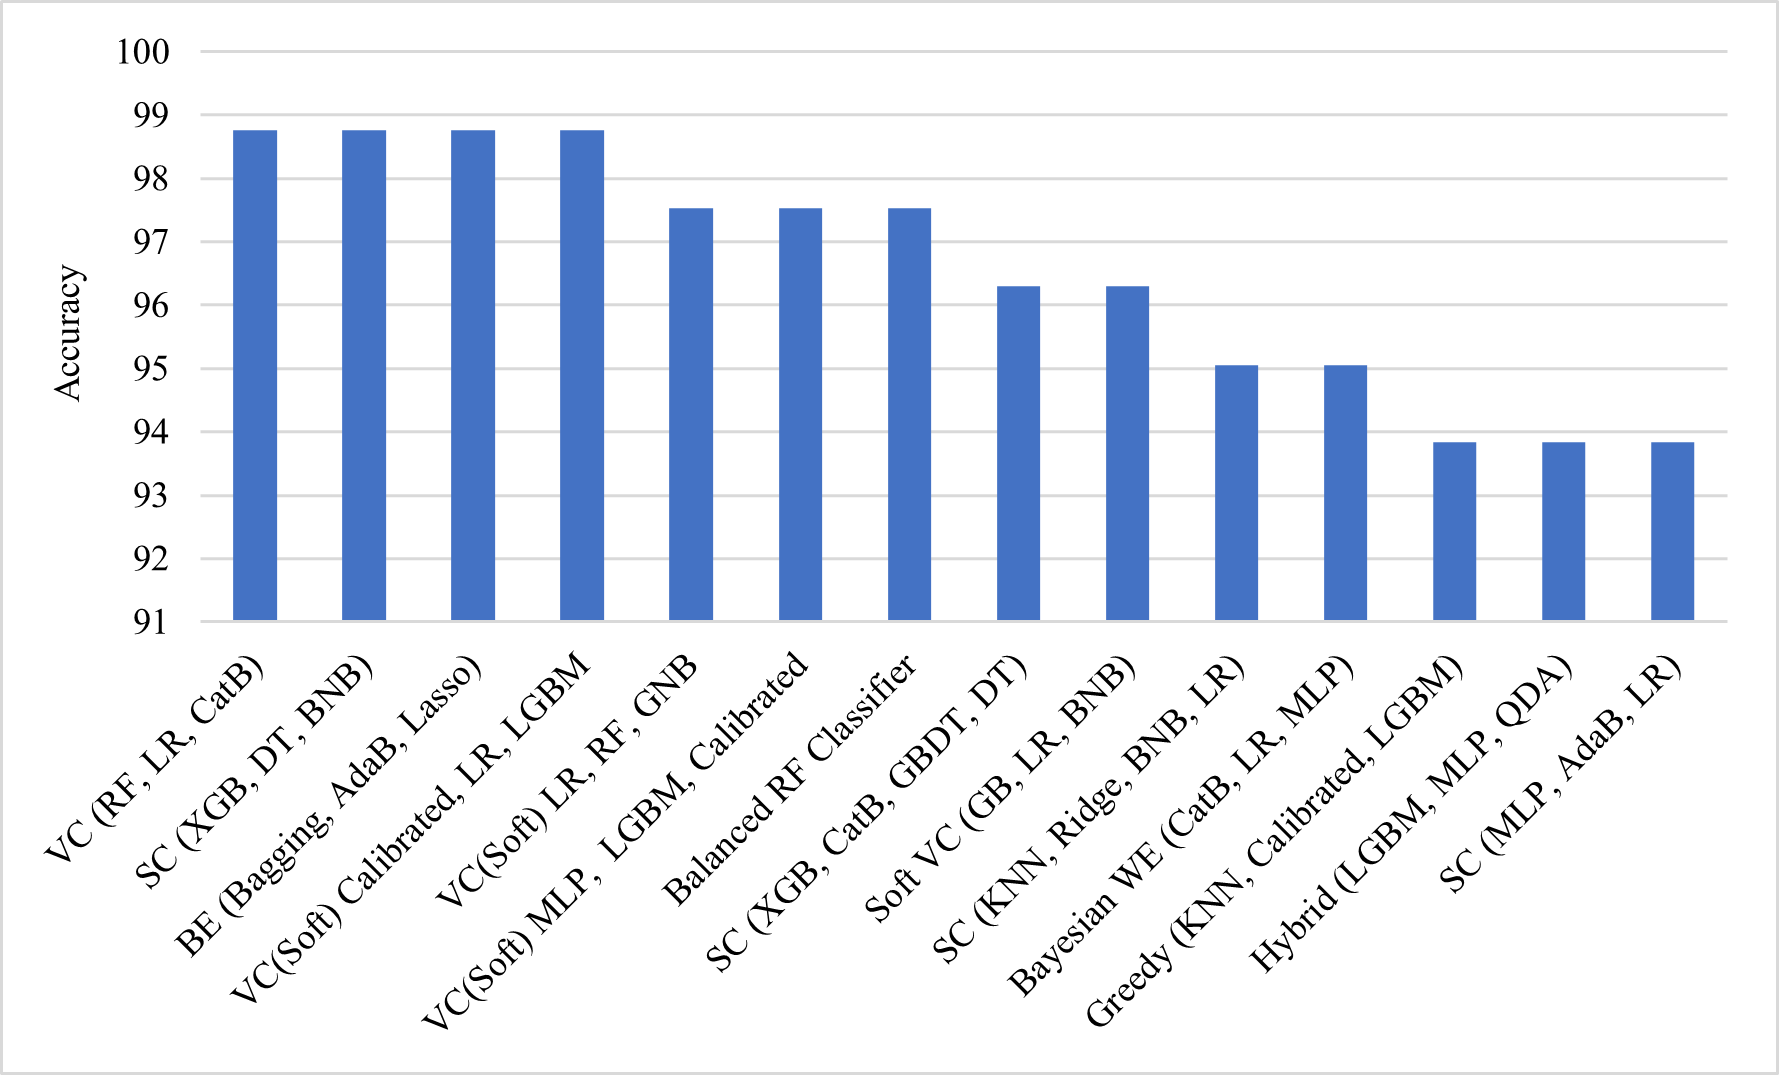 100
99
98
97
96
95
94
93
92
91
Accuracy
VC (RF, LR, CatB)
SC (XGB, DT, BNB)
BE (Bagging, AdaB, Lasso)
VC(Soft) Calibrated, LR, LGBM
VC(Soft) LR, RF, GNB
VC(Soft) MLP, LGBM, Calibrated
Balanced RF Classifier
SC (XGB, CatB, GBDT, DT)
Soft VC (GB, LR, BNB)
SC (KNN, Ridge, BNB, LR)
Bayesian WE (CatB, LR, MLP)
Greedy (KNN, Calibrated, LGBM)
Hybrid (LGBM, MLP, QDA)
SC (MLP, AdaB, LR)